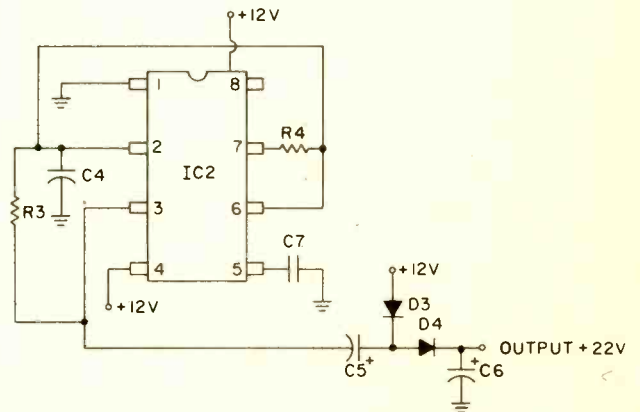 +12V
1
8
R4
2
7
C4
IC2
R3
3
6
C7
4
5
+12V
+12V
D3
D4
C5
+
OUTPUT +22V
+
C6